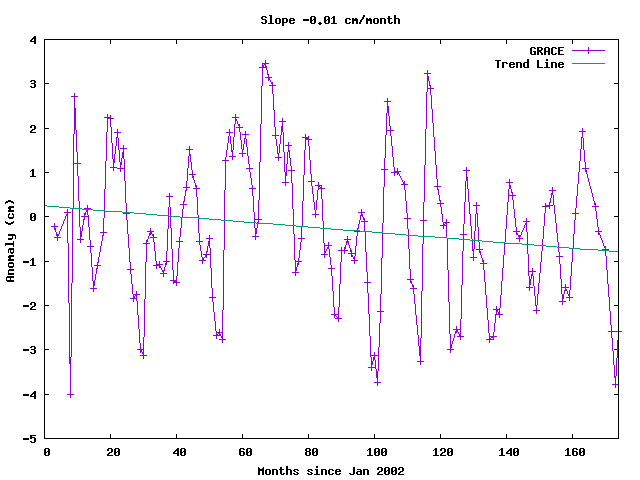 Slope -0.01 cm/month
GRACE
Trend Line
4
3
2
1
0
-1
-2
-3
-4
-5
Anomaly (cm)
0 20 40 60 80 100 120 140 160
Months since Jan 2002